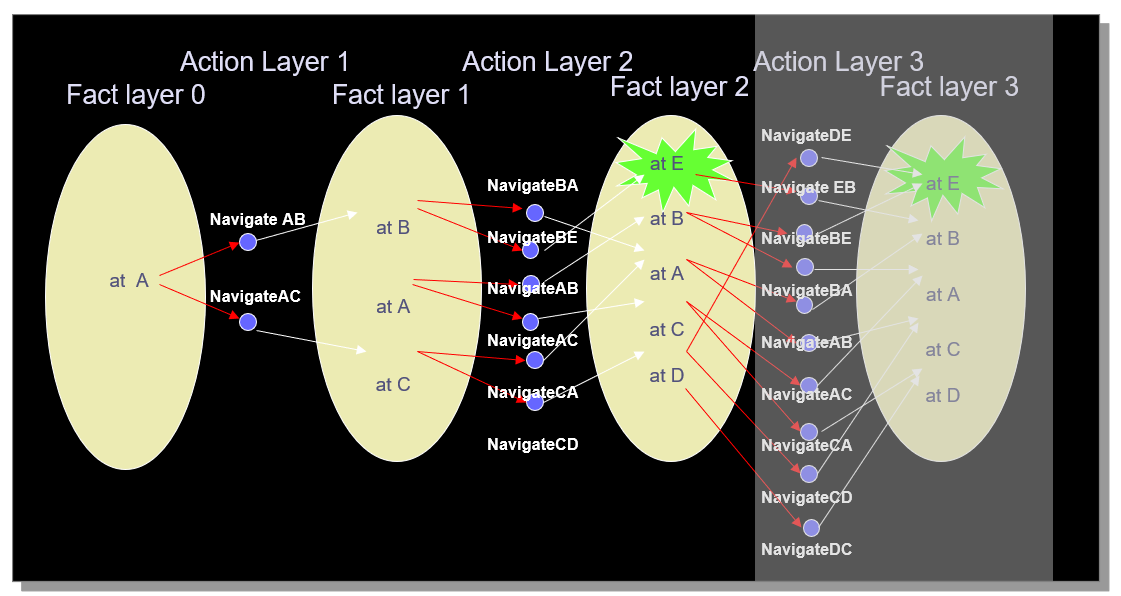 Action Layer 1
Action Layer 2
Action Layer 3
Fact layer 0
Fact layer 1
Fact layer 2
Fact layer 3
at A
Navigate AB
NavigateAC
at B
at A
at C
NavigateBA
NavigateBE
NavigateAB
NavigateAC
NavigateCA
NavigateCD
at E
at B
at A
at C
at D
NavigateDE
Navigate EB
NavigateBE
NavigateBA
NavigateAB
NavigateAC
NavigateCA
NavigateCD
NavigateDC
at E
at B
at A
at C
at D